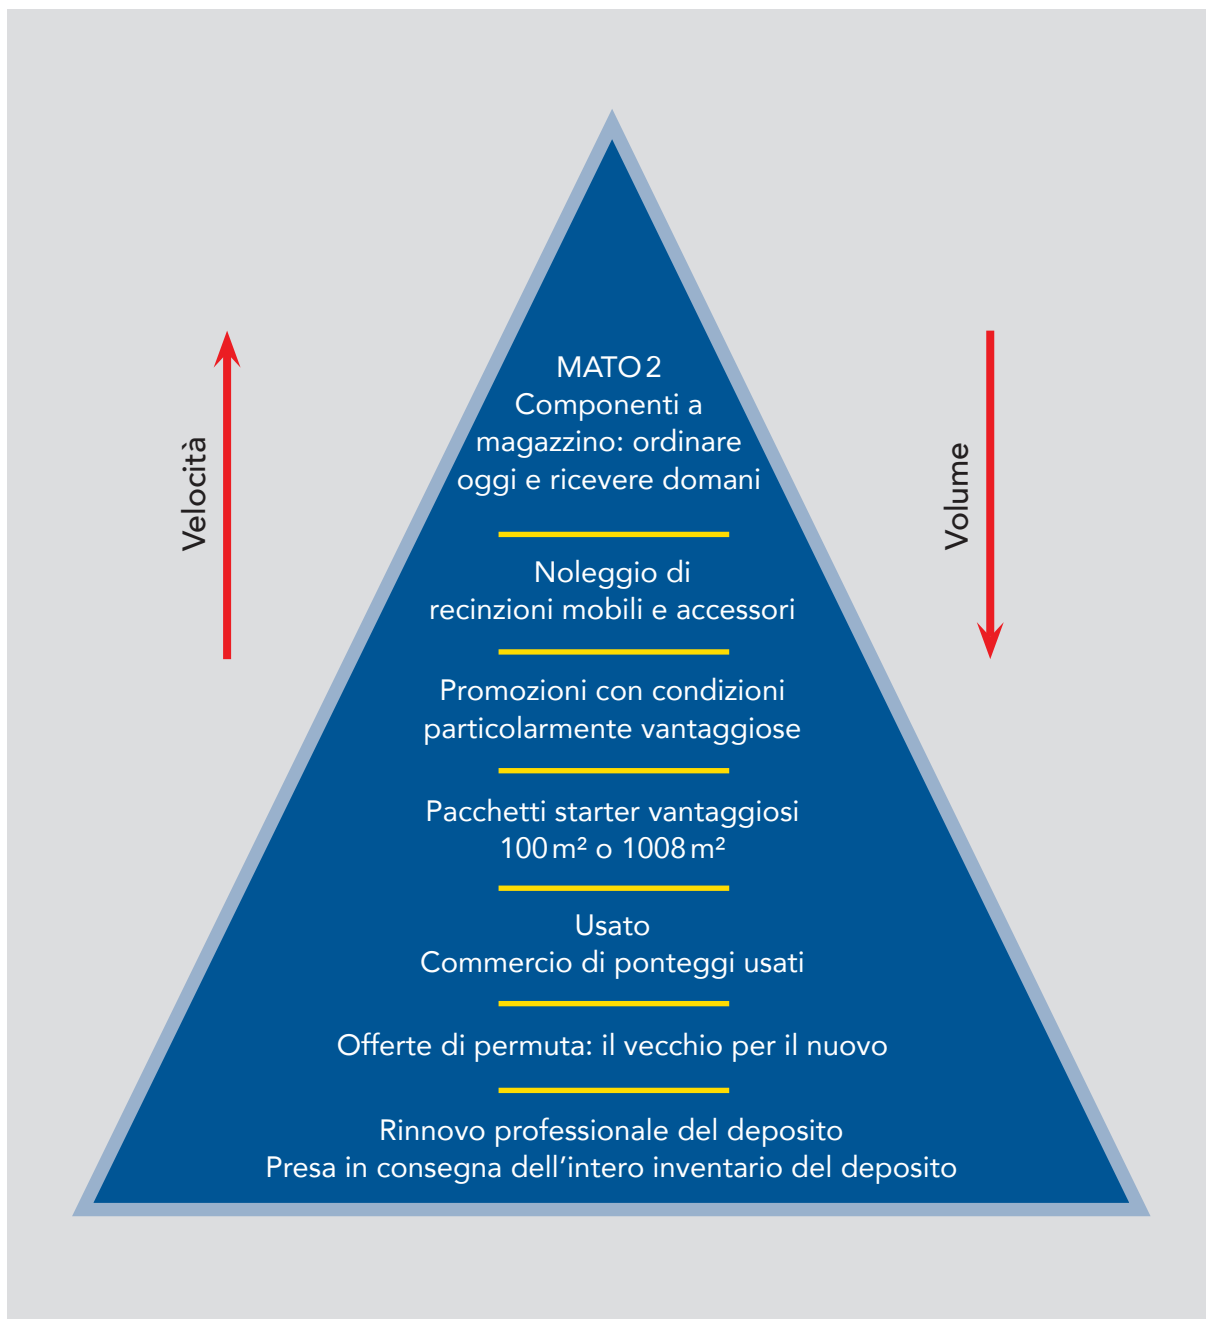 MATO 2
Componenti a
magazzino: ordinare
oggi e ricevere domani
Velocità
Volume
Noleggio di
recinzioni mobili e accessori
Promozioni con condizioni
particolarmente vantaggiose
Pacchetti starter vantaggiosi
100 m² o 1008 m²
Usato
Commercio di ponteggi usati
Offerte di permuta: il vecchio per il nuovo
Rinnovo professionale del deposito
Presa in consegna dell’intero inventario del deposito